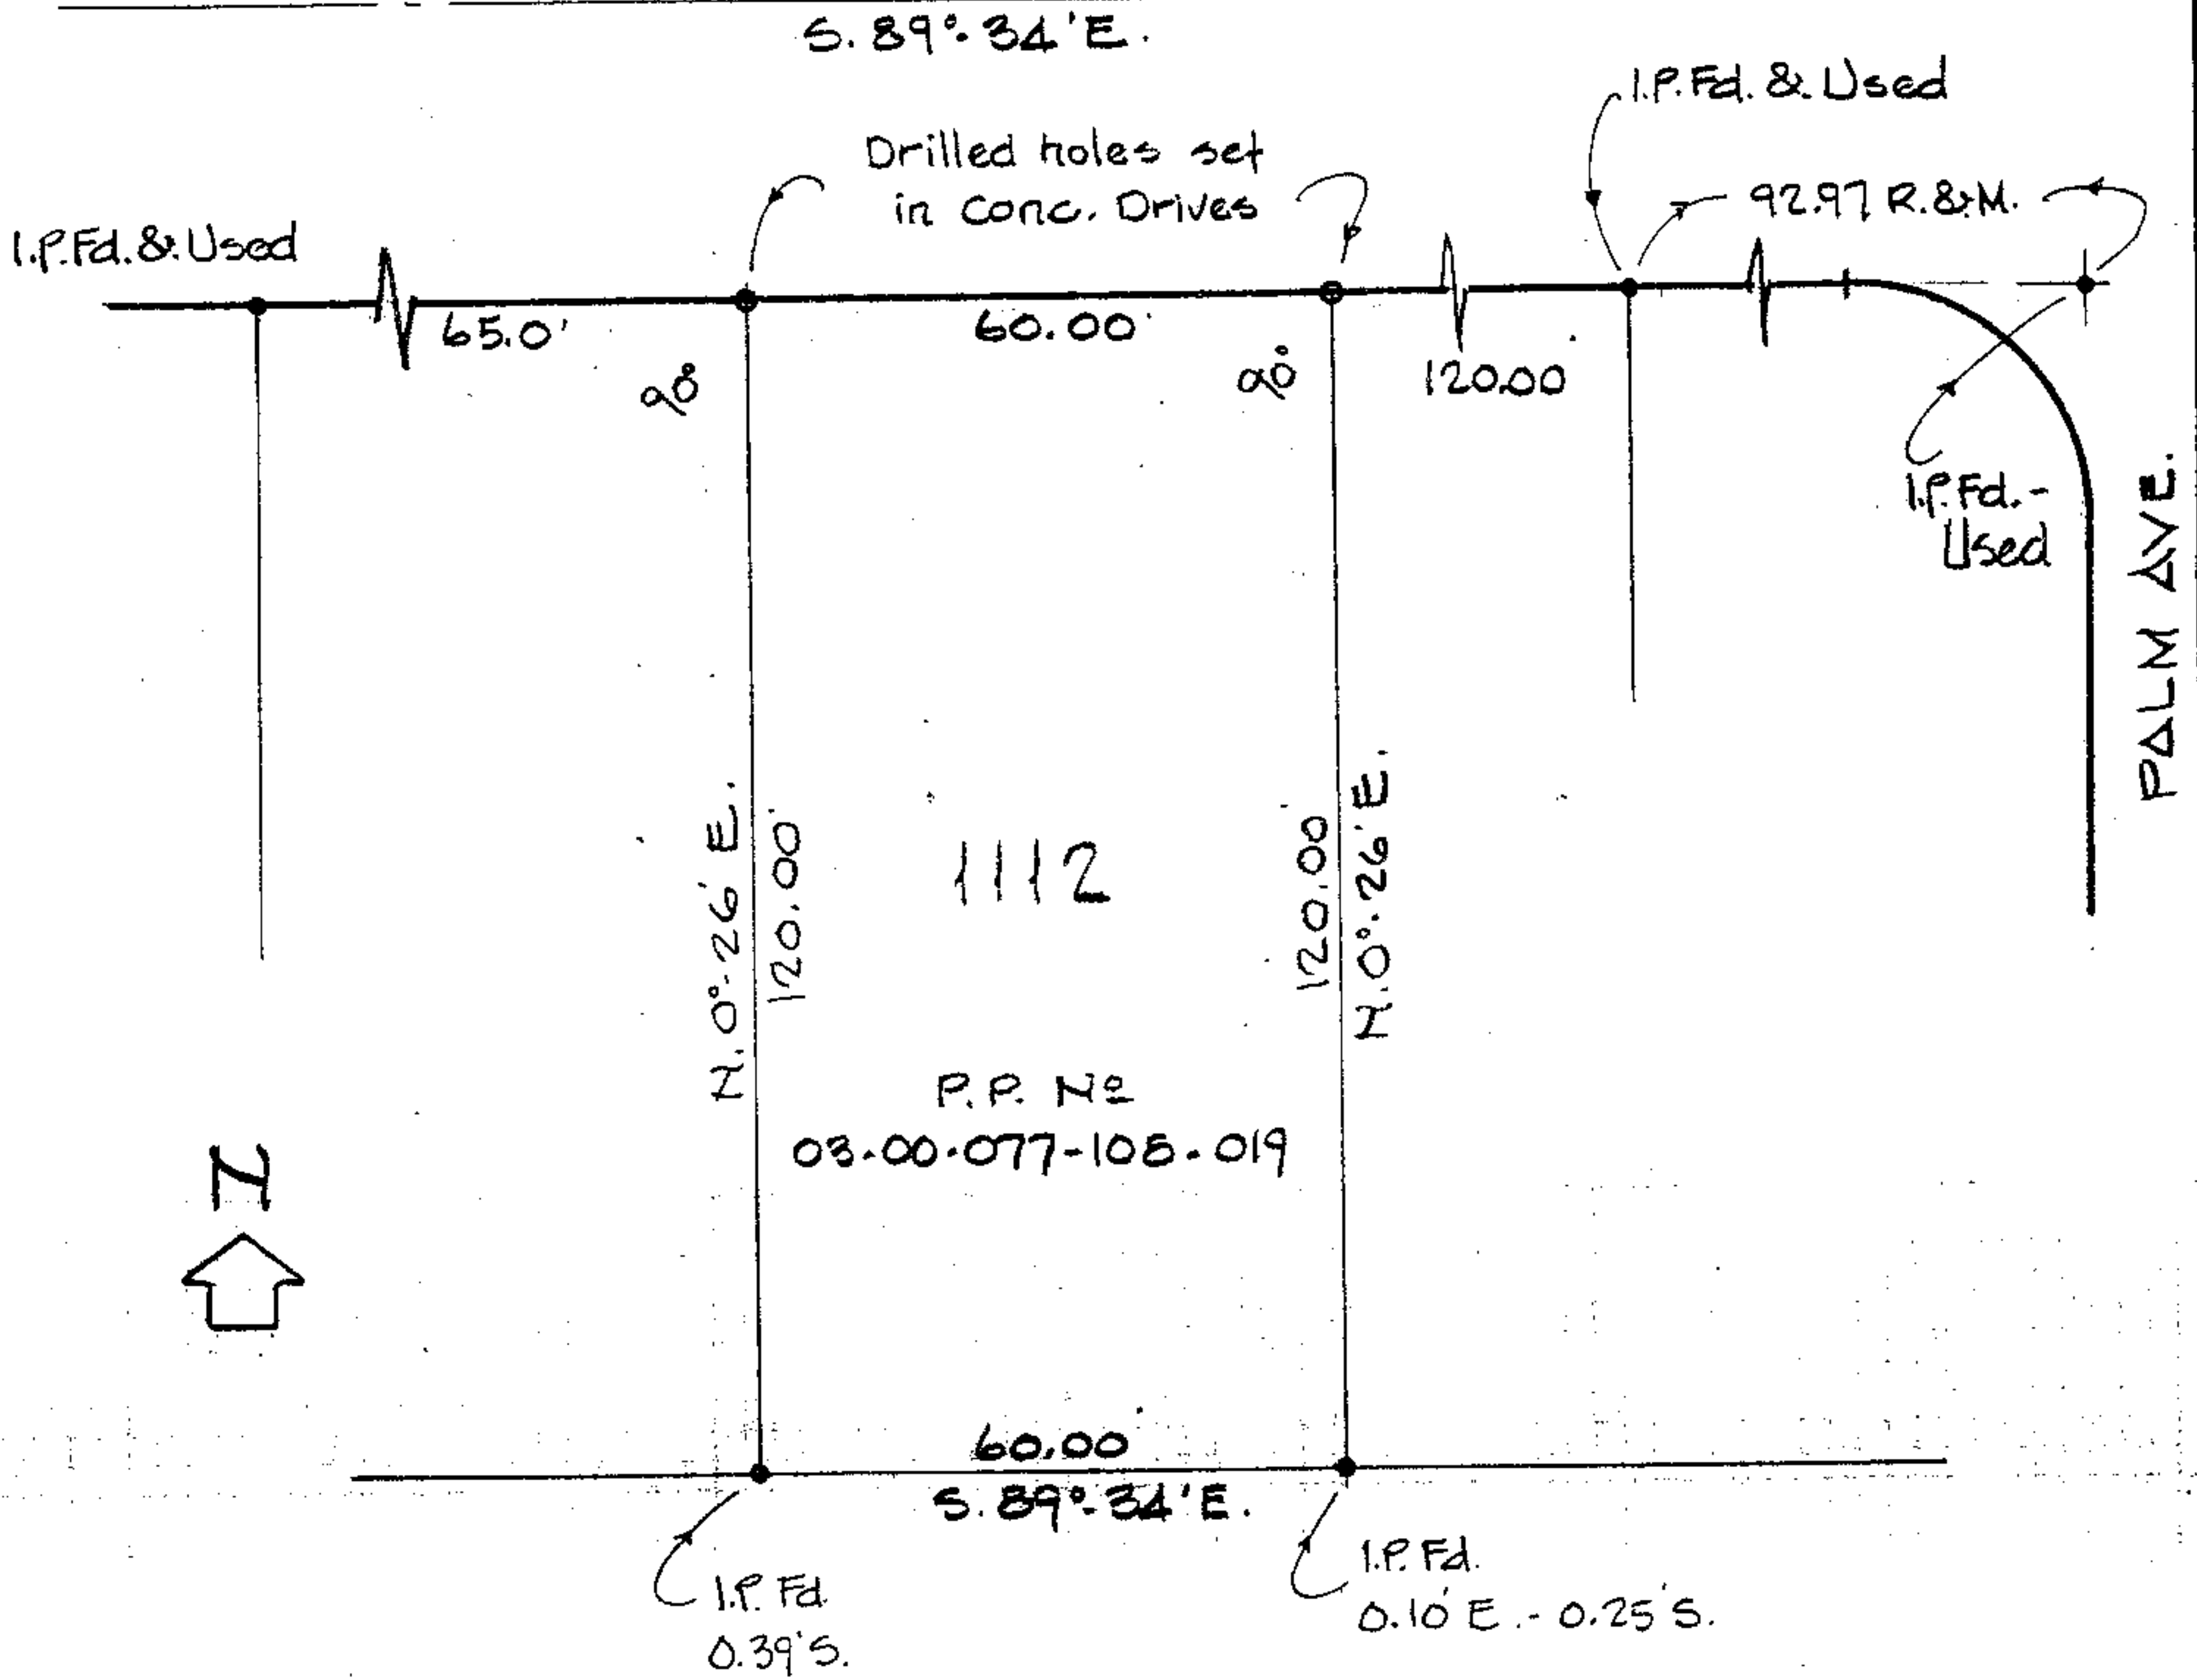 S. 89°-34'E.
I.P.Fd. & Used
Drilled holes set
in Conc. Drives
92.97 R.&M.
I.P.Fd.& Used
65.0'
60.00'
90°
90°
120.00'
I.P.Fd.-
Used
PALM AVE.
N.0°-26'E.
120.00'
1112
120.00'
N.0°-26'E.
P.P. Nº
03-00-077-108-019
N
60.00'
S. 89°-34'E.
I.P. Fd.
0.39'S.
I.P. Fd.
0.10'E.-0.25'S.